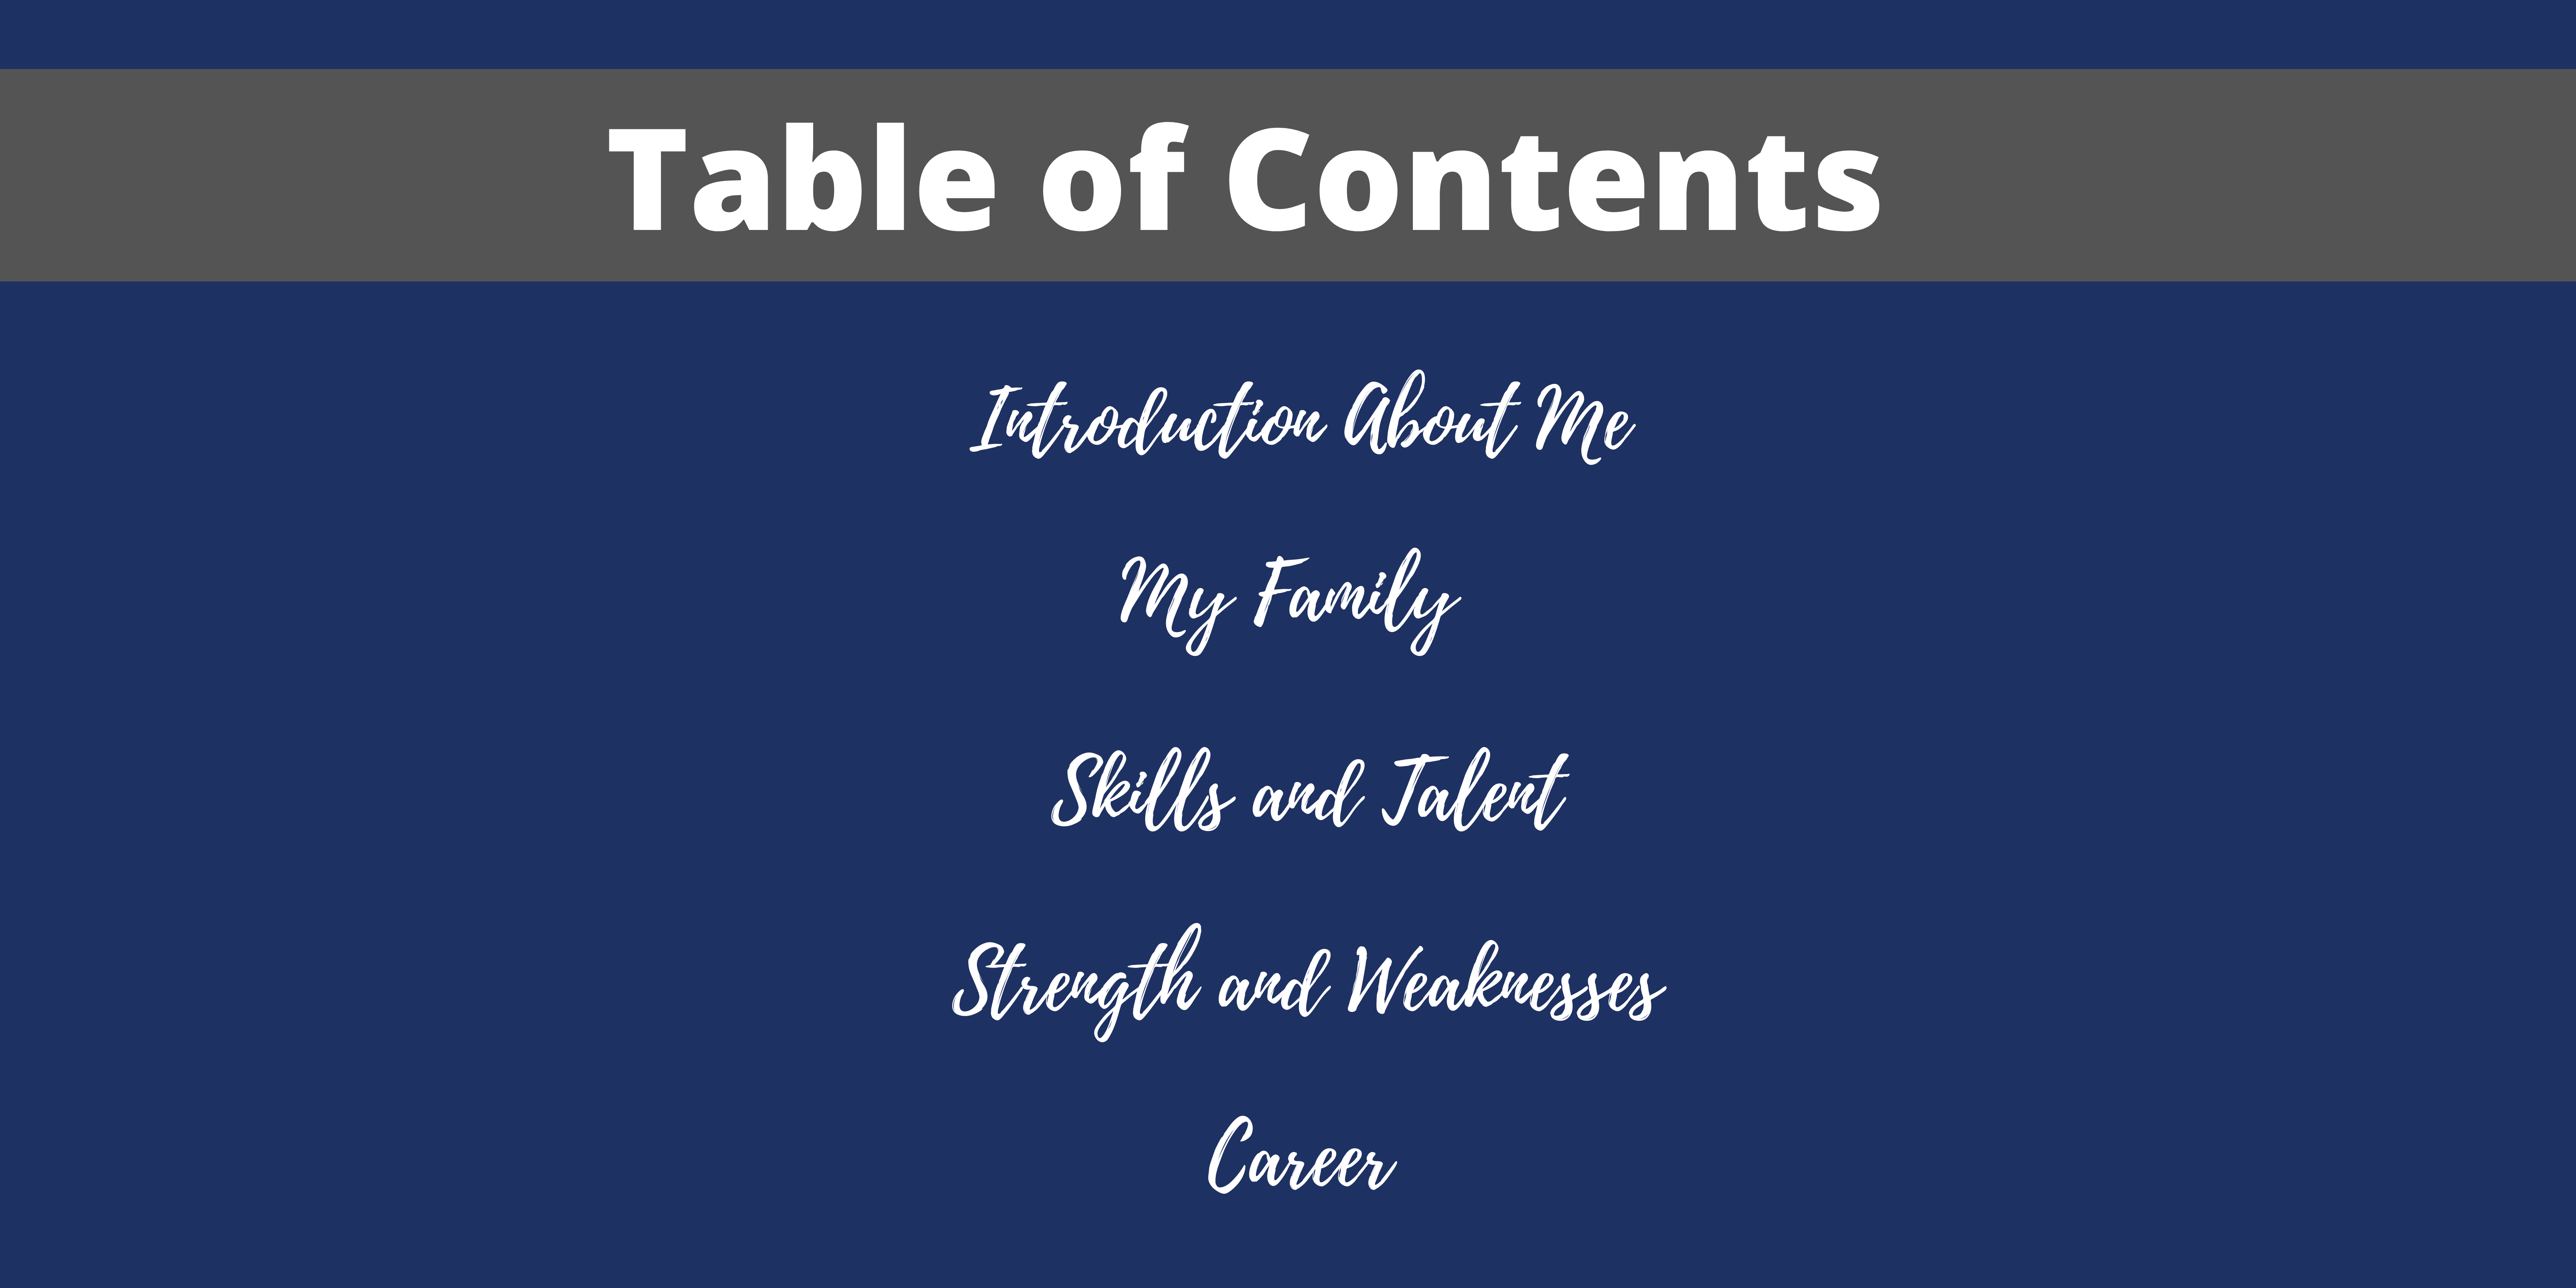 Table of Contents
Introduction About Me
My Family
Skills and Talent
Strength and Weaknesses
Career